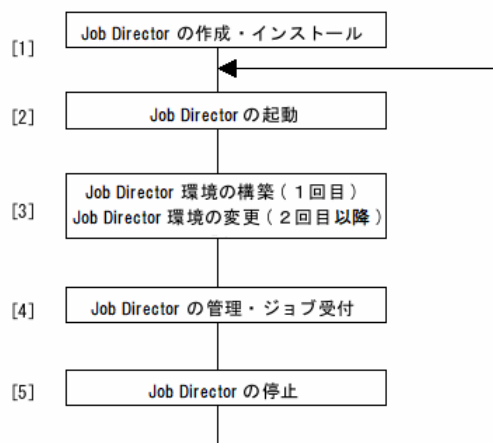 [1] Job Director の作成・インストール
[2] Job Director の起動
[3] Job Director 環境の構築(1回目)
Job Director 環境の変更(2回目以降)
[4] Job Director の管理・ジョブ受付
[5] Job Director の停止